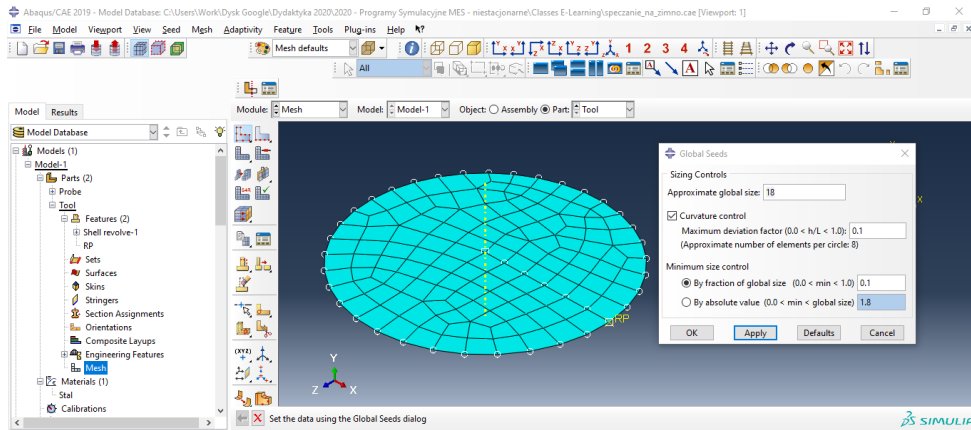 Abaqus/CAE 2019 - Model Database: C:\Users\Work\Dysk Google\Dydaktyka 2020\2020 - Programy Symulacyjne MES - niestacjonarne\Classes E-Learning\speczanie_na_zimno.cae [Viewport: 1]
File Model Viewport View Seed Mesh Adaptivity Feature Tools Plug-ins Help
Mesh defaults
1 2 3 4
All
A
Model Results
Module: Mesh Model: Model-1 Object: Assembly Part: Tool
Model Database
Models (1)
Model-1
Parts (2)
Probe
Tool
Features (2)
Shell revolve-1
RP
Sets
Surfaces
Skins
Stringers
Section Assignments
Orientations
Composite Layups
Engineering Features
Mesh
Materials (1)
Stal
Calibrations
(XYZ)
RP
Y
Z
X
X
Global Seeds
Sizing Controls
Approximate global size: 18
Curvature control
Maximum deviation factor (0.0 < h/L < 1.0): 0.1
(Approximate number of elements per circle: 8)
Minimum size control
By fraction of global size (0.0 < min < 1.0) 0.1
By absolute value (0.0 < min < global size) 1.8
OK Apply Defaults Cancel
Set the data using the Global Seeds dialog
SIMULIA